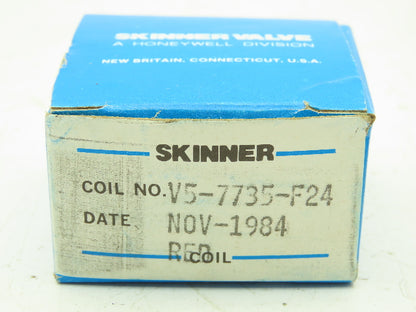 SKINNER VALVE
A HONEYWELL DIVISION
NEW BRITAIN, CONNECTICUT, U.S.A.
SKINNER
COIL NO. V5-7735-F24
DATE NOV-1984
RED
COIL